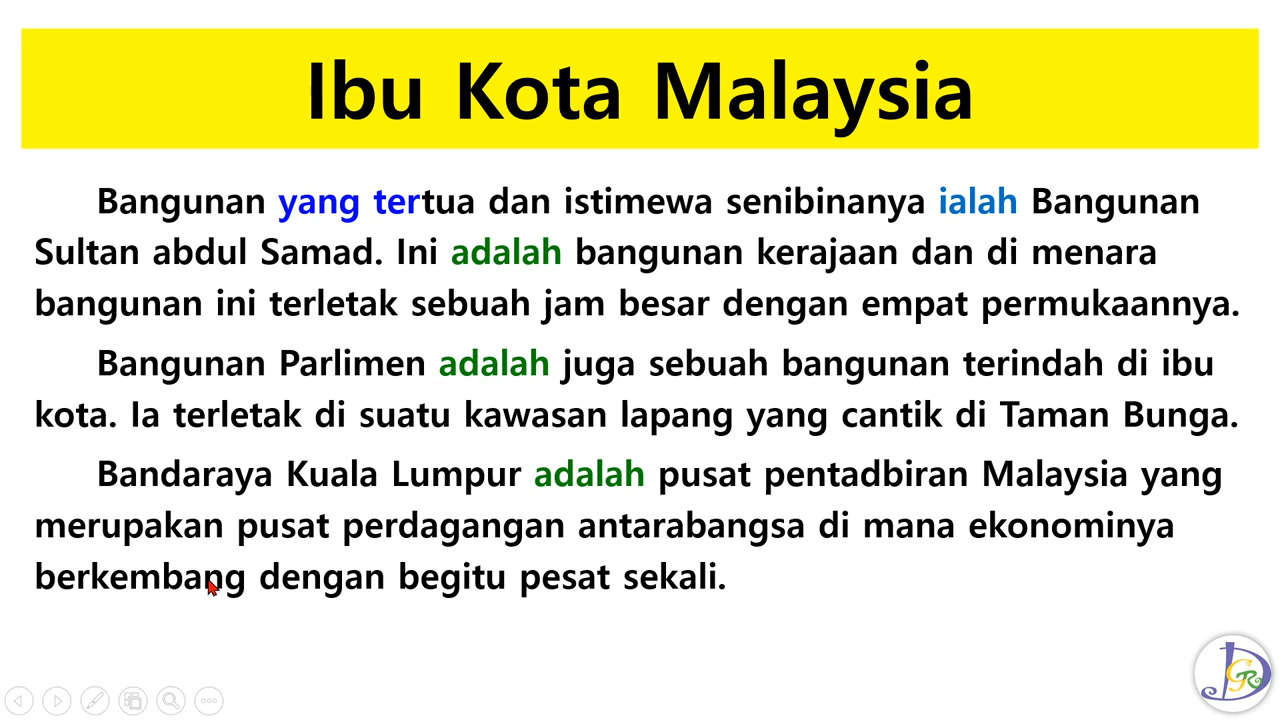 Ibu Kota Malaysia
Bangunan yang tertua dan istimewa senibinanya ialah Bangunan
Sultan abdul Samad. Ini adalah bangunan kerajaan dan di menara
bangunan ini terletak sebuah jam besar dengan empat permukaannya.
Bangunan Parlimen adalah juga sebuah bangunan terindah di ibu
kota. Ia terletak di suatu kawasan lapang yang cantik di Taman Bunga.
Bandaraya Kuala Lumpur adalah pusat pentadbiran Malaysia yang
merupakan pusat perdagangan antarabangsa di mana ekonominya
berkembang dengan begitu pesat sekali.